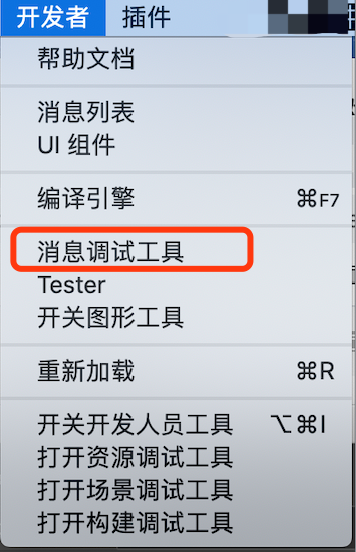 开发者 插件
帮助文档
消息列表
UI 组件
编译引擎 ⌘F7
消息调试工具
Tester
开关图形工具
重新加载 ⌘R
开关开发人员工具 ⌥⌘I
打开资源调试工具
打开场景调试工具
打开构建调试工具